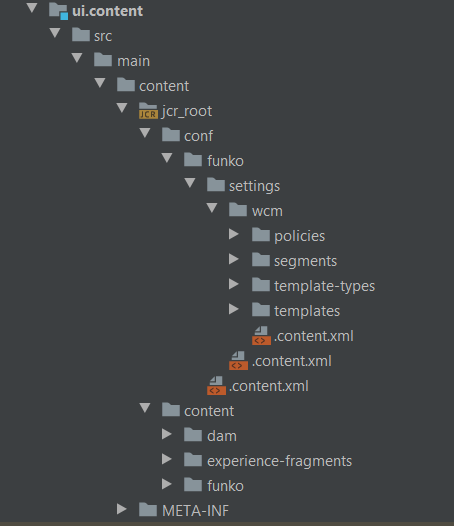 ui.content
src
main
content
JCR jcr_root
conf
funko
settings
wcm
policies
segments
template-types
templates
.content.xml
.content.xml
.content.xml
content
dam
experience-fragments
funko
META-INF